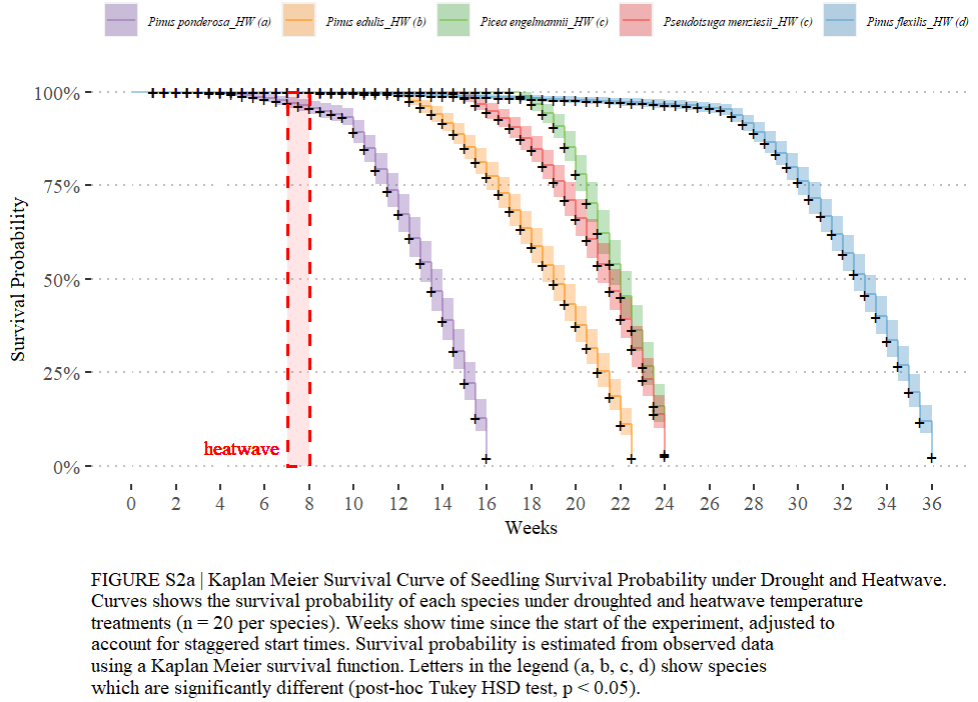 Pinus ponderosa_HW (a) Pinus edulis_HW (b) Picea engelmannii_HW (c) Pseudotsuga menziesii_HW (c) Pinus flexilis_HW (d)
100%
75%
50%
25%
0%
Survival Probability
heatwave
0 2 4 6 8 10 12 14 16 18 20 22 24 26 28 30 32 34 36
Weeks
FIGURE S2a | Kaplan Meier Survival Curve of Seedling Survival Probability under Drought and Heatwave.
Curves shows the survival probability of each species under droughted and heatwave temperature
treatments (n = 20 per species). Weeks show time since the start of the experiment, adjusted to
account for staggered start times. Survival probability is estimated from observed data
using a Kaplan Meier survival function. Letters in the legend (a, b, c, d) show species
which are significantly different (post-hoc Tukey HSD test, p < 0.05).